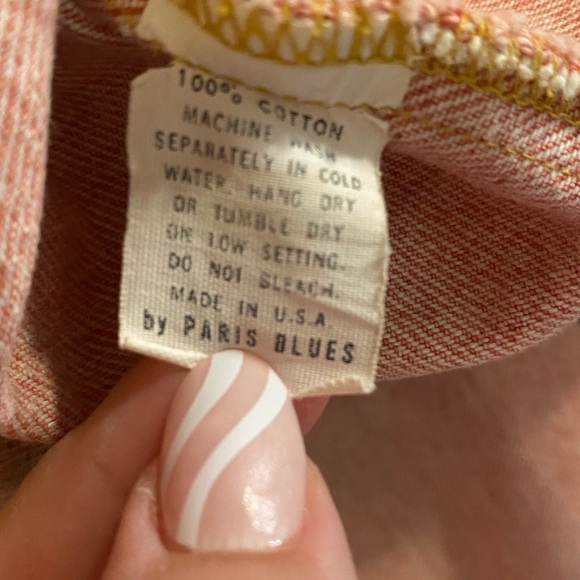 100% COTTON
MACHINE WASH
SEPARATELY IN COLD
WATER, HANG DRY
OR TUMBLE DRY
ON LOW SETTING.
DO NOT BLEACH.
MADE IN U.S.A.
by PARIS BLUES